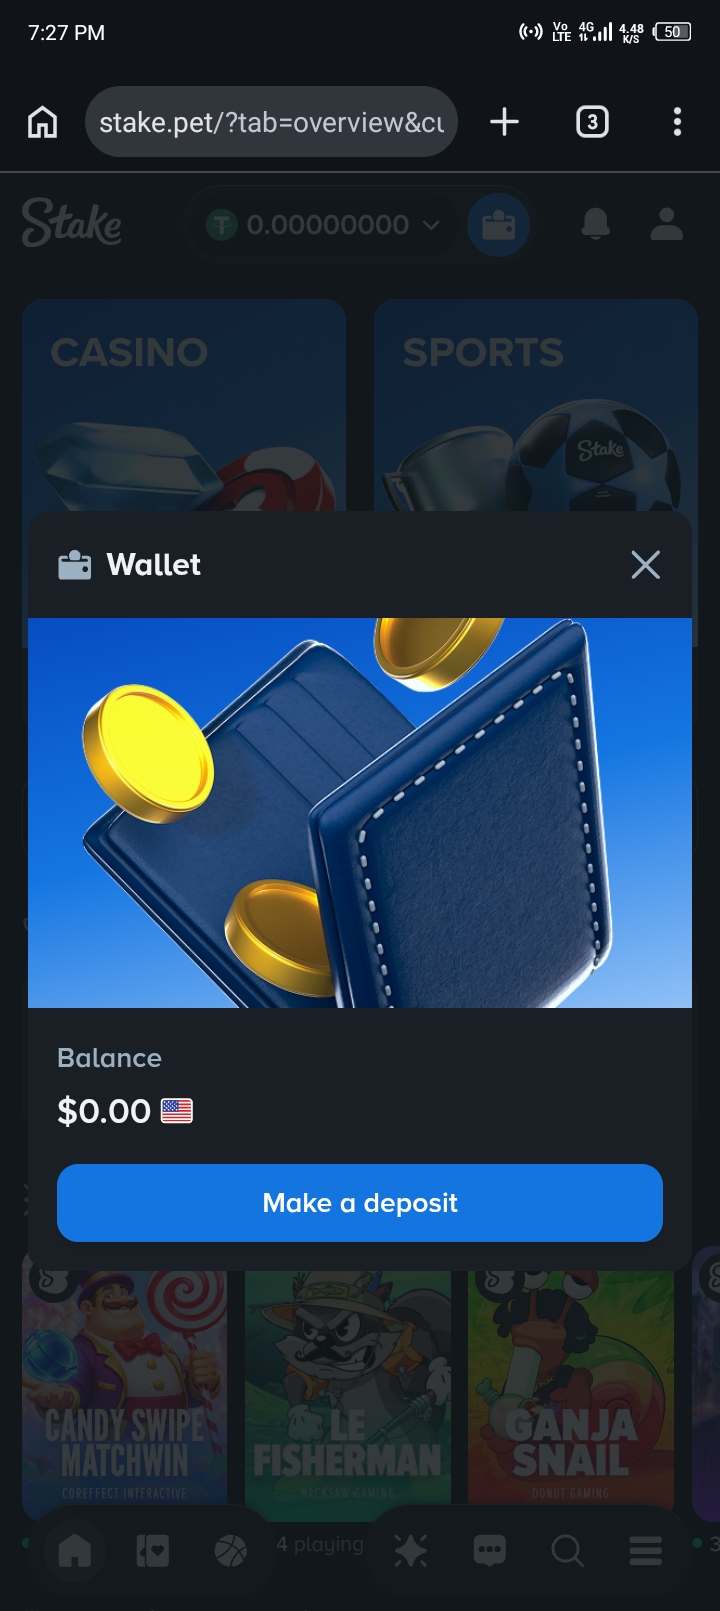 7:27 PM
Vo LTE 4G 4.48 K/S 50
stake.pet/?tab=overview&cu
3
Stake
0.00000000
CASINO
SPORTS
Stake
Wallet
Balance
$0.00
Make a deposit
CANDY SWIPE
MATCHWIN
COREFFECT INTERACTIVE
LE
FISHERMAN
HACKSAW GAMING
GANJA
SNAIL
DONUT GAMING
4 playing
3